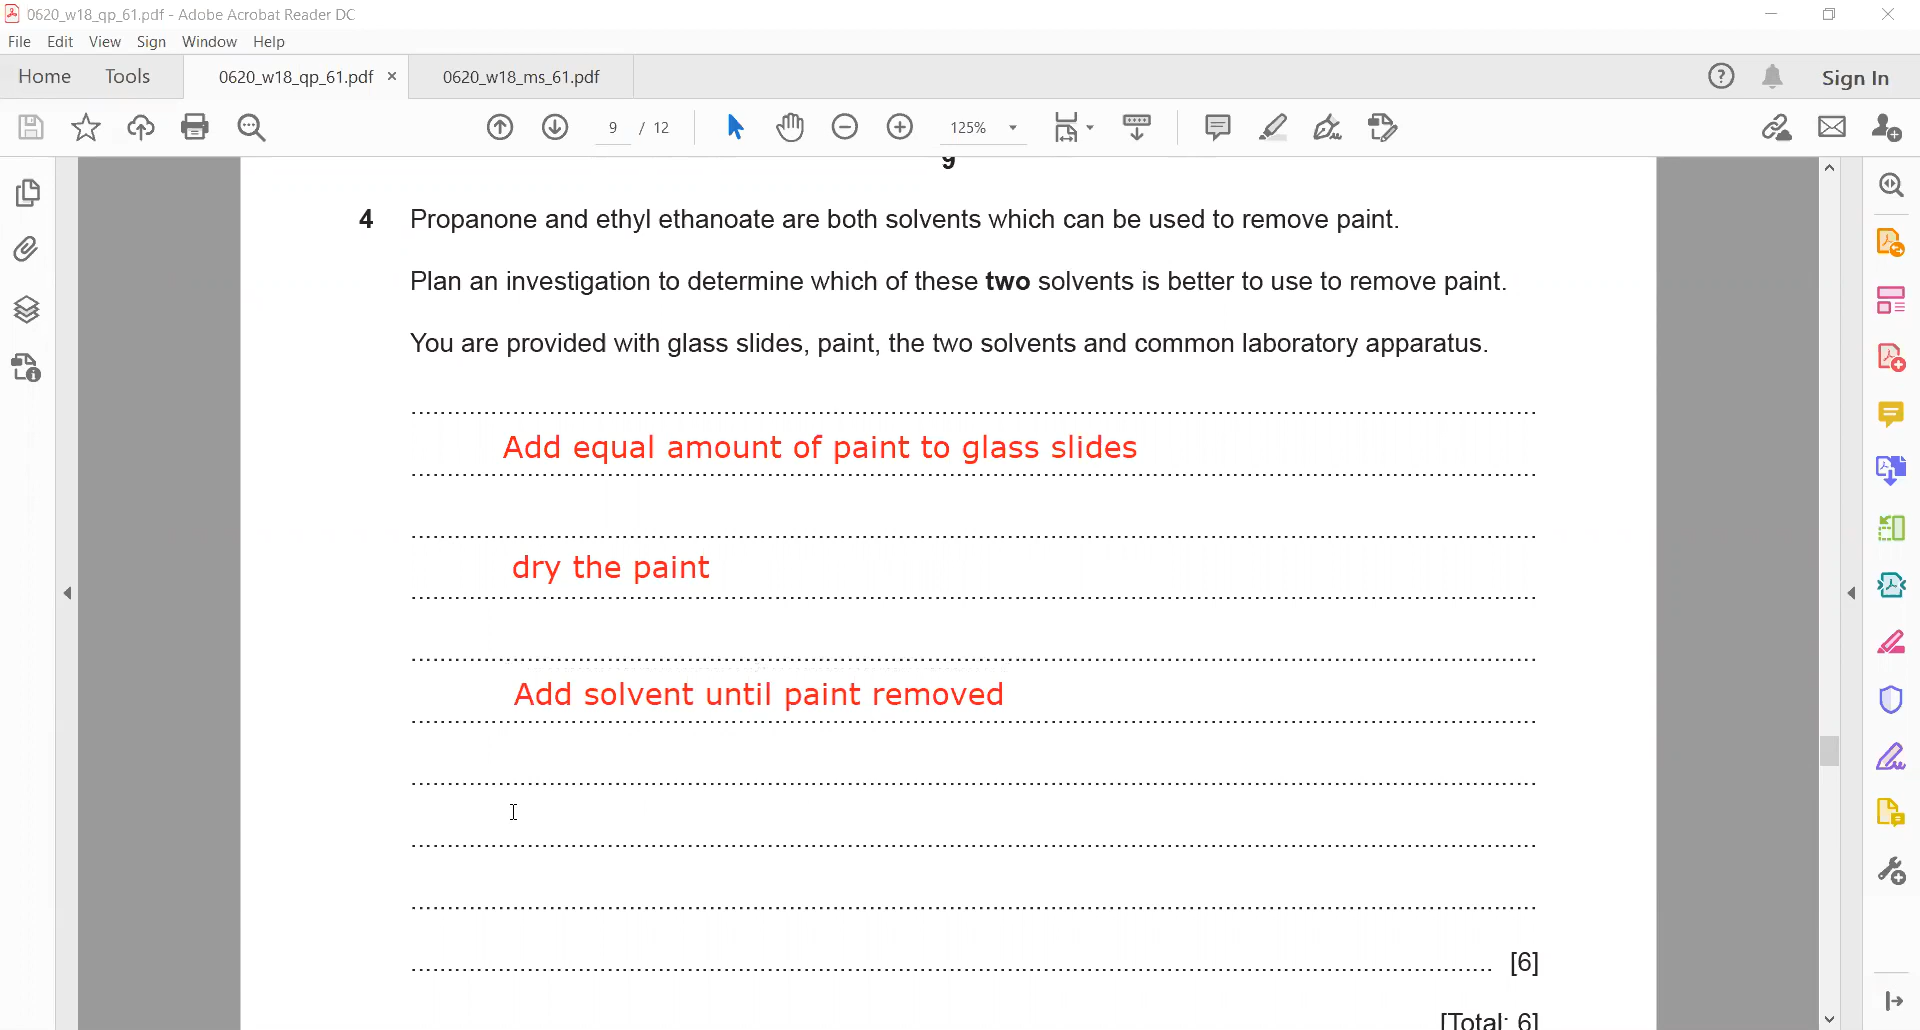 0620_w18_qp_61.pdf - Adobe Acrobat Reader DC
File Edit View Sign Window Help
Home Tools 0620_w18_qp_61.pdf × 0620_w18_ms_61.pdf Sign In
9 / 12 125%
9
4 Propanone and ethyl ethanoate are both solvents which can be used to remove paint.
Plan an investigation to determine which of these two solvents is better to use to remove paint.
You are provided with glass slides, paint, the two solvents and common laboratory apparatus.
Add equal amount of paint to glass slides
dry the paint
Add solvent until paint removed
[6]
[Total: 6]